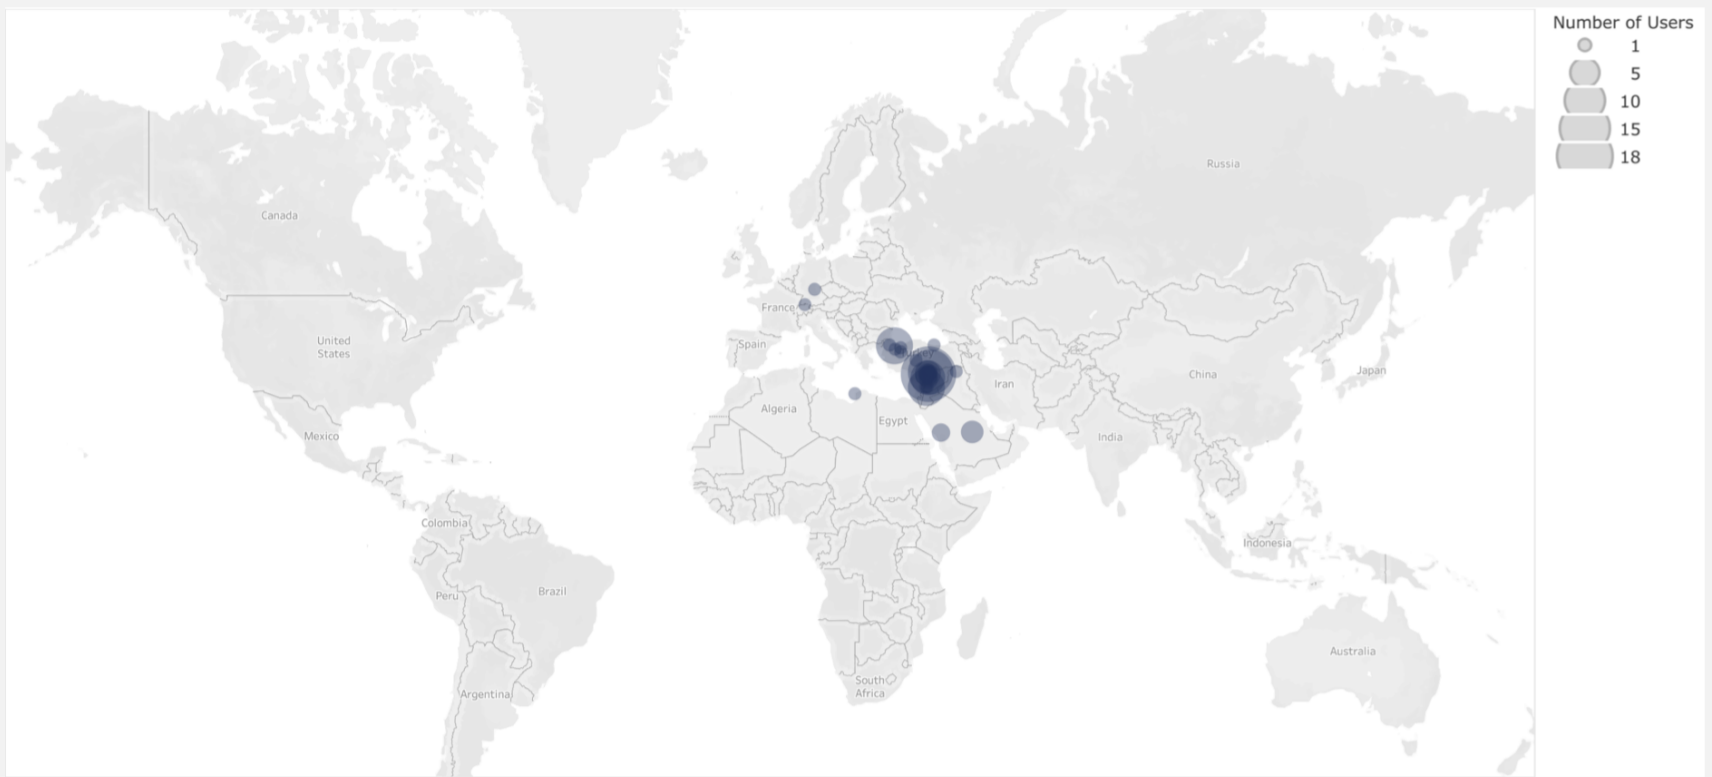 Number of Users
1
5
10
15
18
Russia
Canada
France
United
States
Spain
Turkey
China
Japan
Iran
Algeria
Egypt
Mexico
India
Colombia
Indonesia
Brazil
Peru
Australia
South
Africa
Argentina